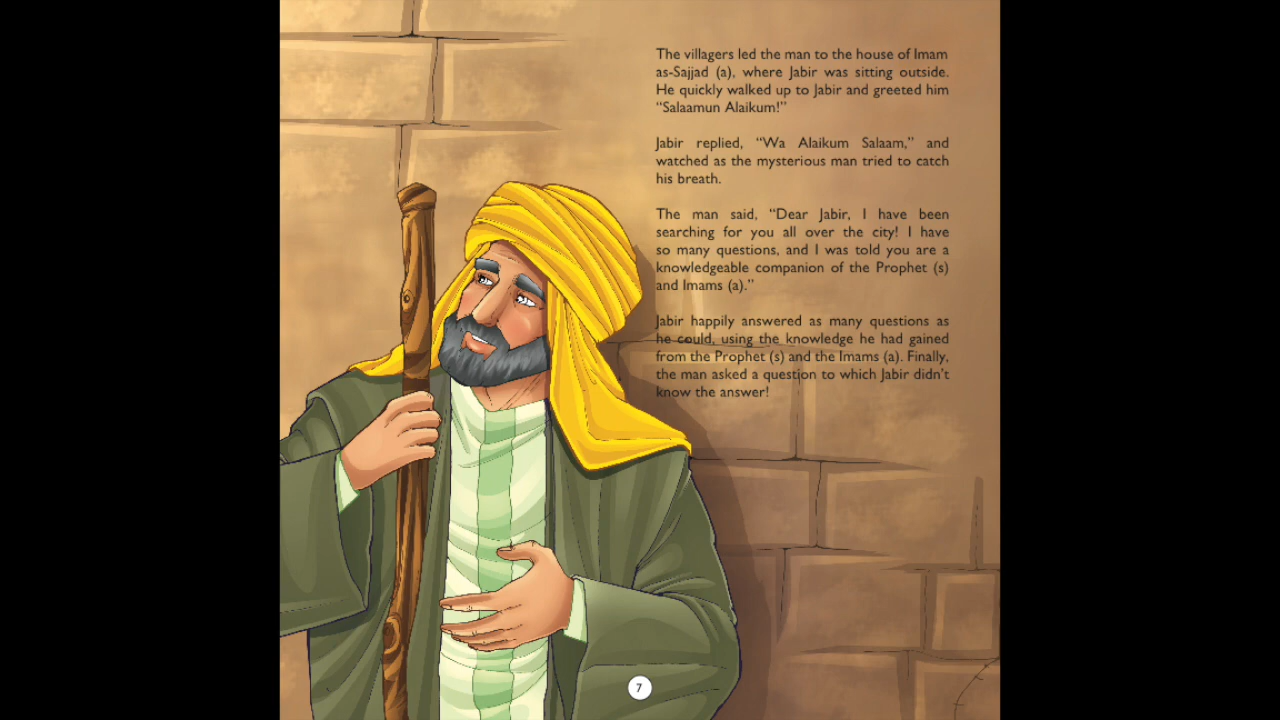 The villagers led the man to the house of Imam
as-Sajjad (a), where Jabir was sitting outside.
He quickly walked up to Jabir and greeted him
“Salaamun Alaikum!”
Jabir replied, “Wa Alaikum Salaam,” and
watched as the mysterious man tried to catch
his breath.
The man said, “Dear Jabir, I have been
searching for you all over the city! I have
so many questions, and I was told you are a
knowledgeable companion of the Prophet (s)
and Imams (a).”
Jabir happily answered as many questions as
he could, using the knowledge he had gained
from the Prophet (s) and the Imams (a). Finally,
the man asked a question to which Jabir didn’t
know the answer!
7